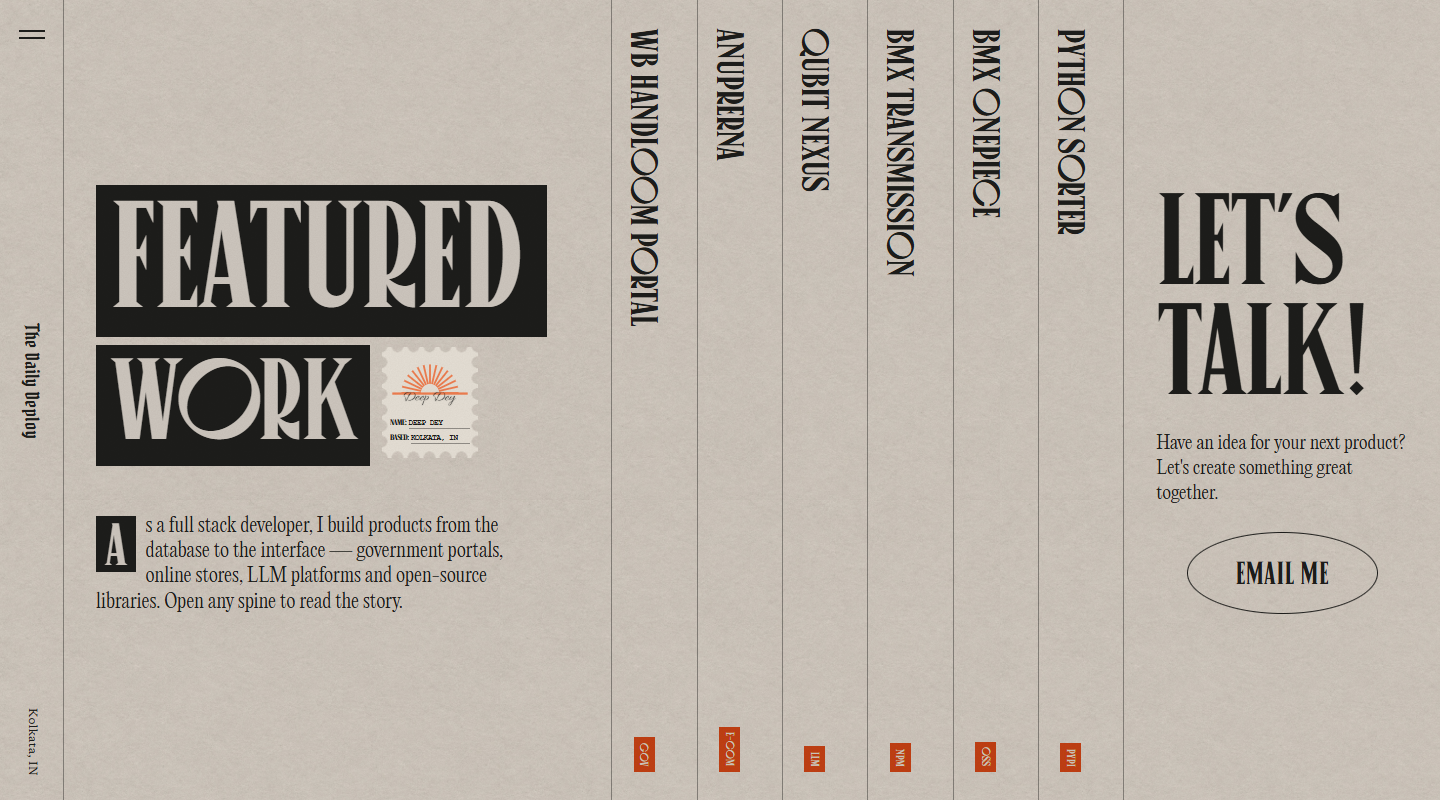 The Daily Deploy
Kolkata, IN
FEATURED
WORK
Deep Dey
NAME: DEEP DEY
BASED: KOLKATA, IN
As a full stack developer, I build products from the
database to the interface — government portals,
online stores, LLM platforms and open-source
libraries. Open any spine to read the story.
WB HANDLOOM PORTAL
GOV
ANUPRERNA
E-COM
QUBIT NEXUS
LLM
BMX TRANSMISSION
NPM
BMX ONEPIECE
OSS
PYTHON SORTER
PYPI
LET'S
TALK!
Have an idea for your next product?
Let's create something great
together.
EMAIL ME